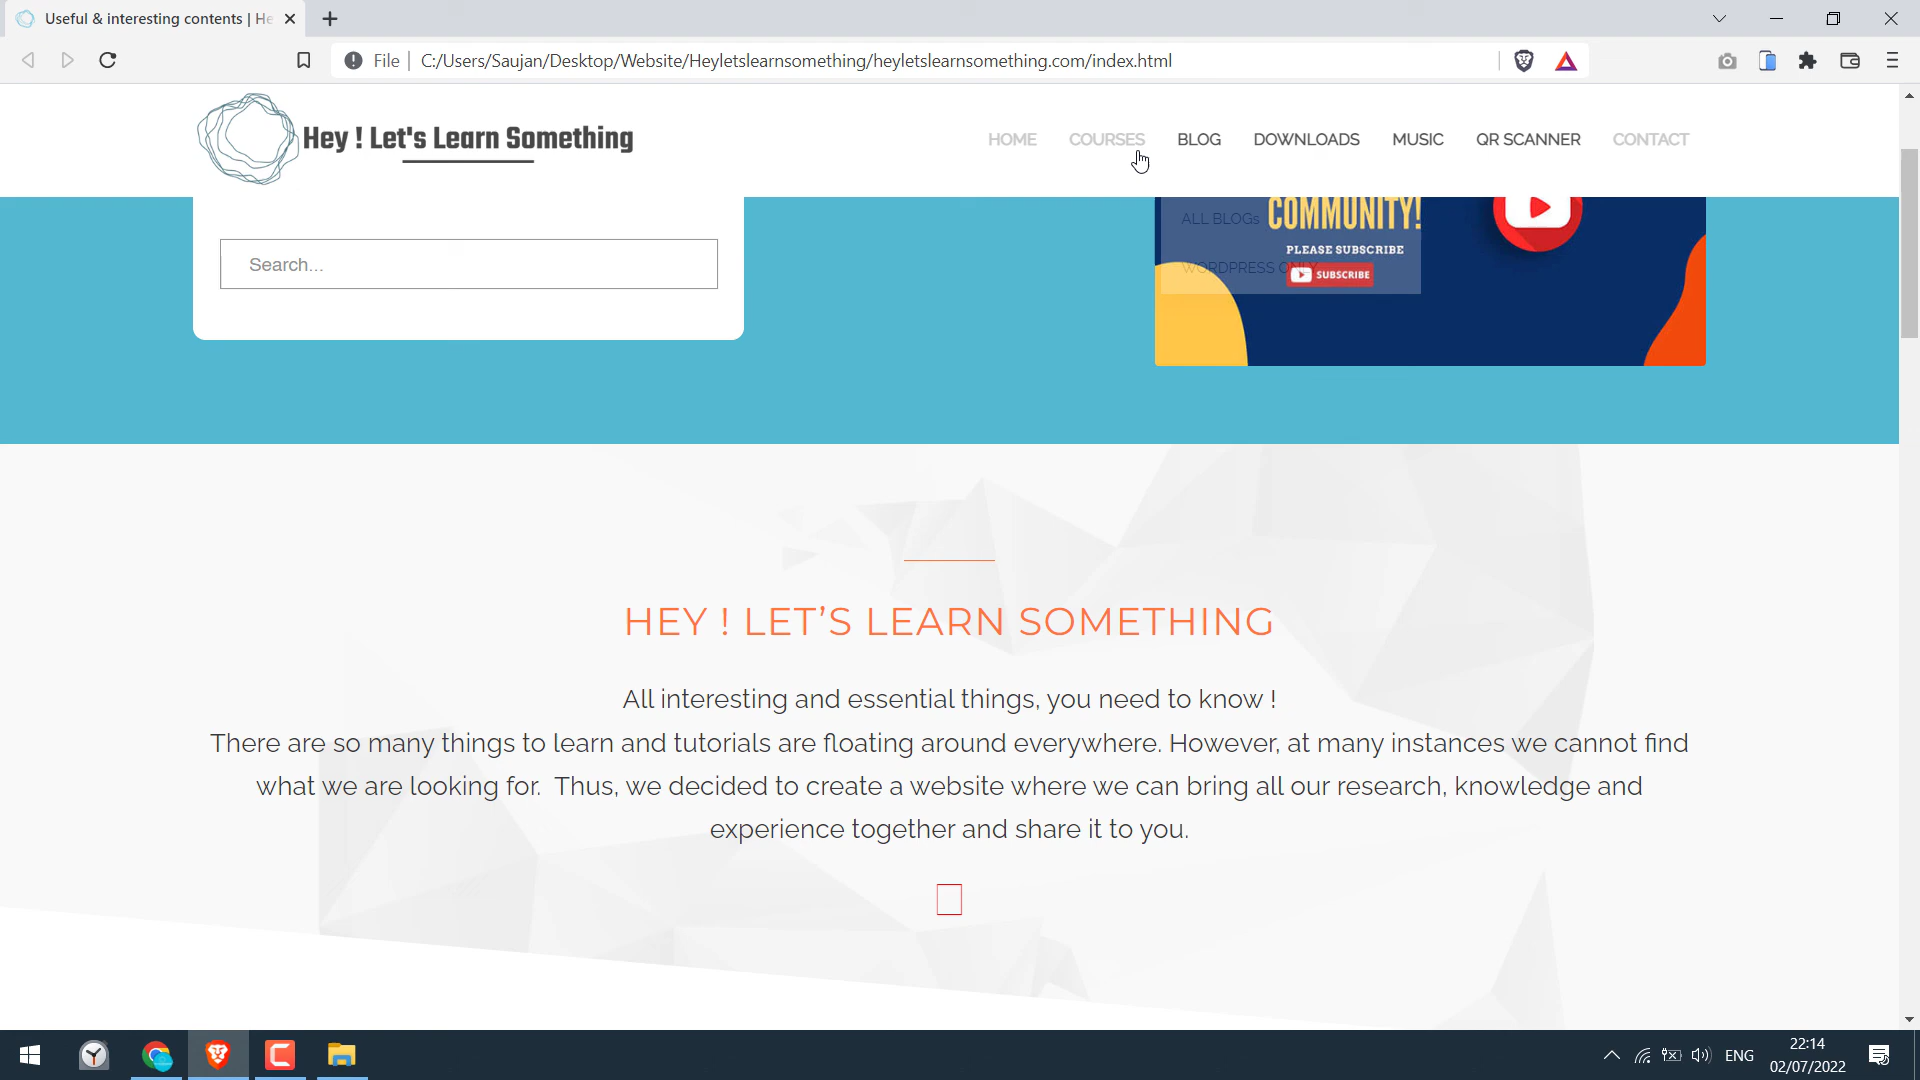 Useful & interesting contents | He
File | C:/Users/Saujan/Desktop/Website/Heyletslearnsomething/heyletslearnsomething.com/index.html
Hey ! Let's Learn Something
HOME COURSES BLOG DOWNLOADS MUSIC QR SCANNER CONTACT
COMMUNITY!
ALL BLOGs
PLEASE SUBSCRIBE
WORDPRESS ONLY
SUBSCRIBE
Search...
HEY ! LET’S LEARN SOMETHING
All interesting and essential things, you need to know !
There are so many things to learn and tutorials are floating around everywhere. However, at many instances we cannot find
what we are looking for. Thus, we decided to create a website where we can bring all our research, knowledge and
experience together and share it to you.
ENG
22:14
02/07/2022